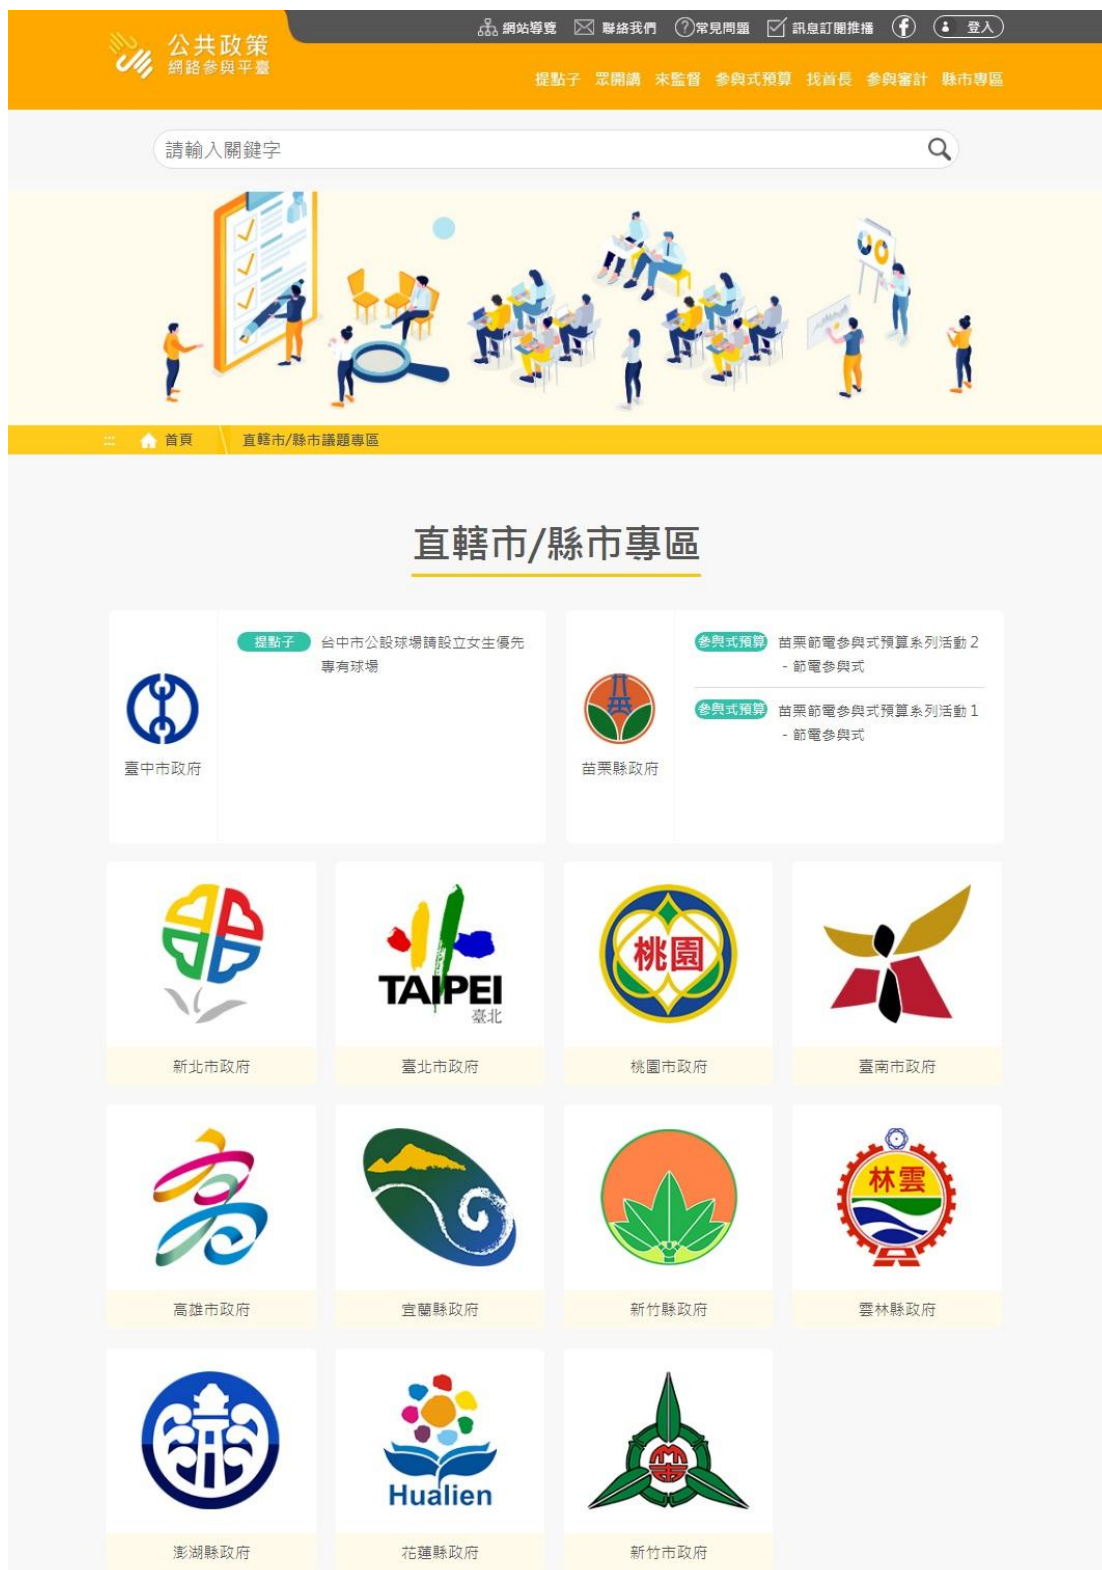 網站導覽 聯絡我們 常見問題 訊息訂閱推播 登入
公共政策
網路參與平臺
提點子 眾開講 來監督 參與式預算 找首長 參與審計 縣市專區
請輸入關鍵字
::: 首頁 直轄市/縣市議題專區
直轄市/縣市專區
提點子 台中市公設球場請設立女生優先
專有球場
臺中市政府
參與式預算 苗栗節電參與式預算系列活動2
- 節電參與式
參與式預算 苗栗節電參與式預算系列活動1
- 節電參與式
苗栗縣政府
TAIPEI
臺北
桃園
新北市政府 臺北市政府 桃園市政府 臺南市政府
林雲
高雄市政府 宜蘭縣政府 新竹縣政府 雲林縣政府
Hualien
澎湖縣政府 花蓮縣政府 新竹市政府